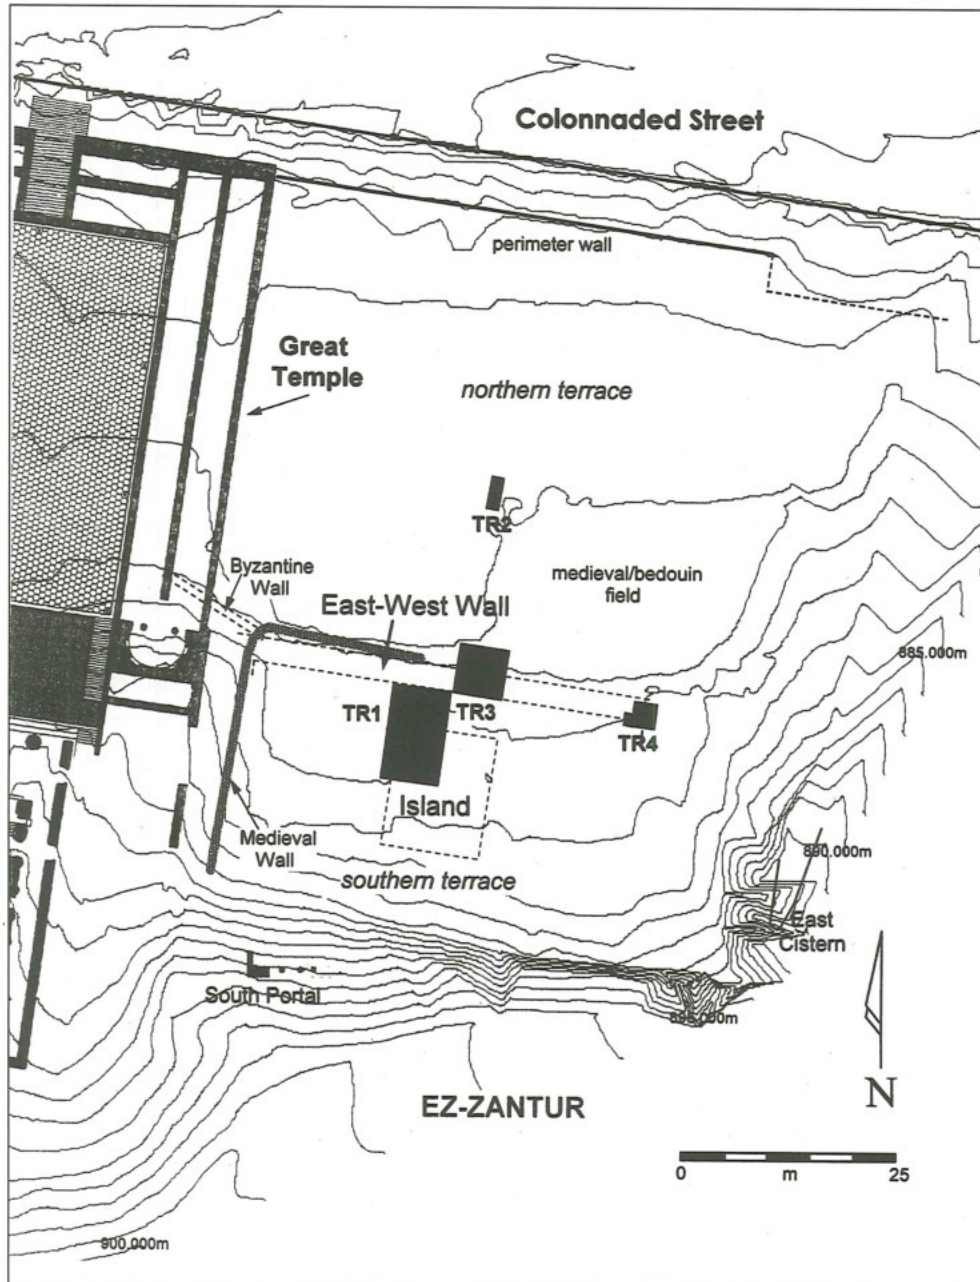 Colonnaded Street
perimeter wall
Great
Temple
northern terrace
TR2
Byzantine
Wall
medieval/bedouin
field
East-West Wall
885.000m
TR1
TR3
TR4
Island
Medieval
Wall
southern terrace
890.000m
East
Cistern
South Portal
895.000m
EZ-ZANTUR
N
0
m
25
900.000m